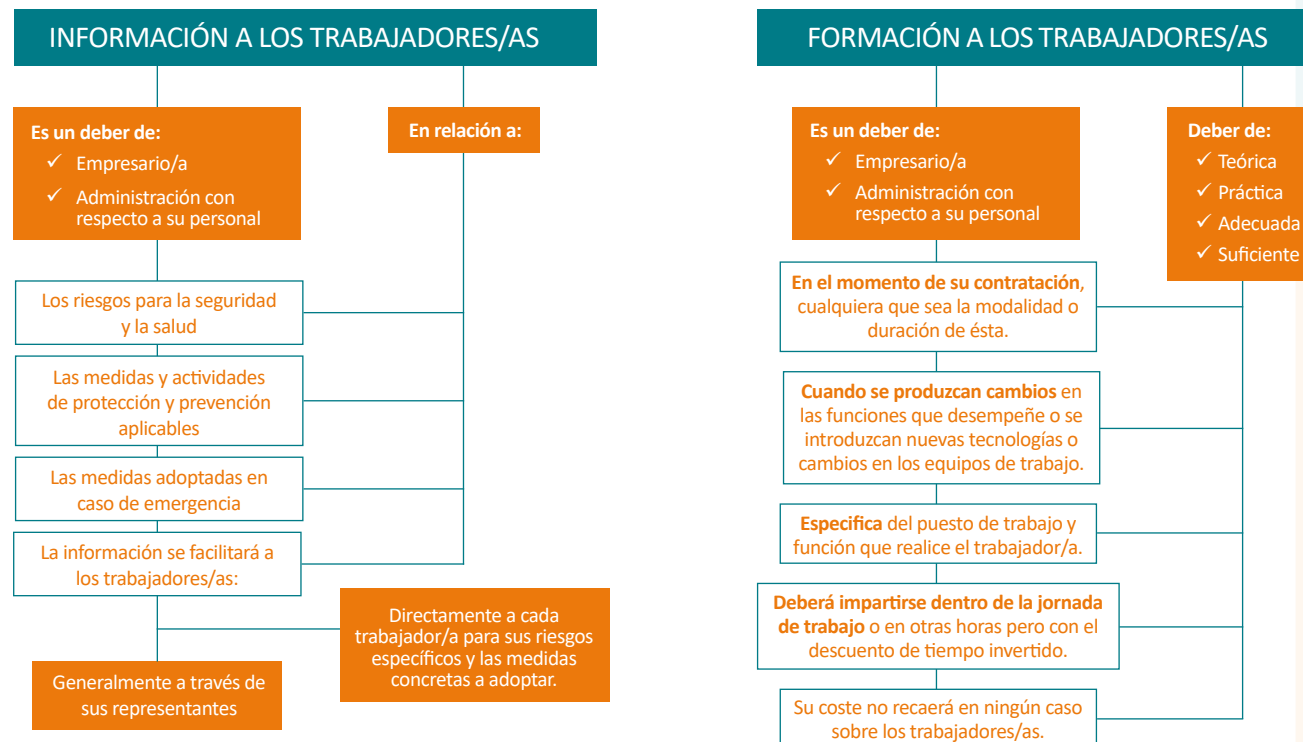 INFORMACIÓN A LOS TRABAJADORES/AS
Es un deber de:
✓ Empresario/a
✓ Administración con
respecto a su personal
En relación a:
Los riesgos para la seguridad
y la salud
Las medidas y actividades
de protección y prevención
aplicables
Las medidas adoptadas en
caso de emergencia
La información se facilitará a
los trabajadores/as:
Directamente a cada
trabajador/a para sus riesgos
específicos y las medidas
concretas a adoptar.
Generalmente a través de
sus representantes
FORMACIÓN A LOS TRABAJADORES/AS
Es un deber de:
✓ Empresario/a
✓ Administración con
respecto a su personal
Deber de:
✓ Teórica
✓ Práctica
✓ Adecuada
✓ Suficiente
En el momento de su contratación,
cualquiera que sea la modalidad o
duración de ésta.
Cuando se produzcan cambios en
las funciones que desempeñe o se
introduzcan nuevas tecnologías o
cambios en los equipos de trabajo.
Especifica del puesto de trabajo y
función que realice el trabajador/a.
Deberá impartirse dentro de la jornada
de trabajo o en otras horas pero con el
descuento de tiempo invertido.
Su coste no recaerá en ningún caso
sobre los trabajadores/as.